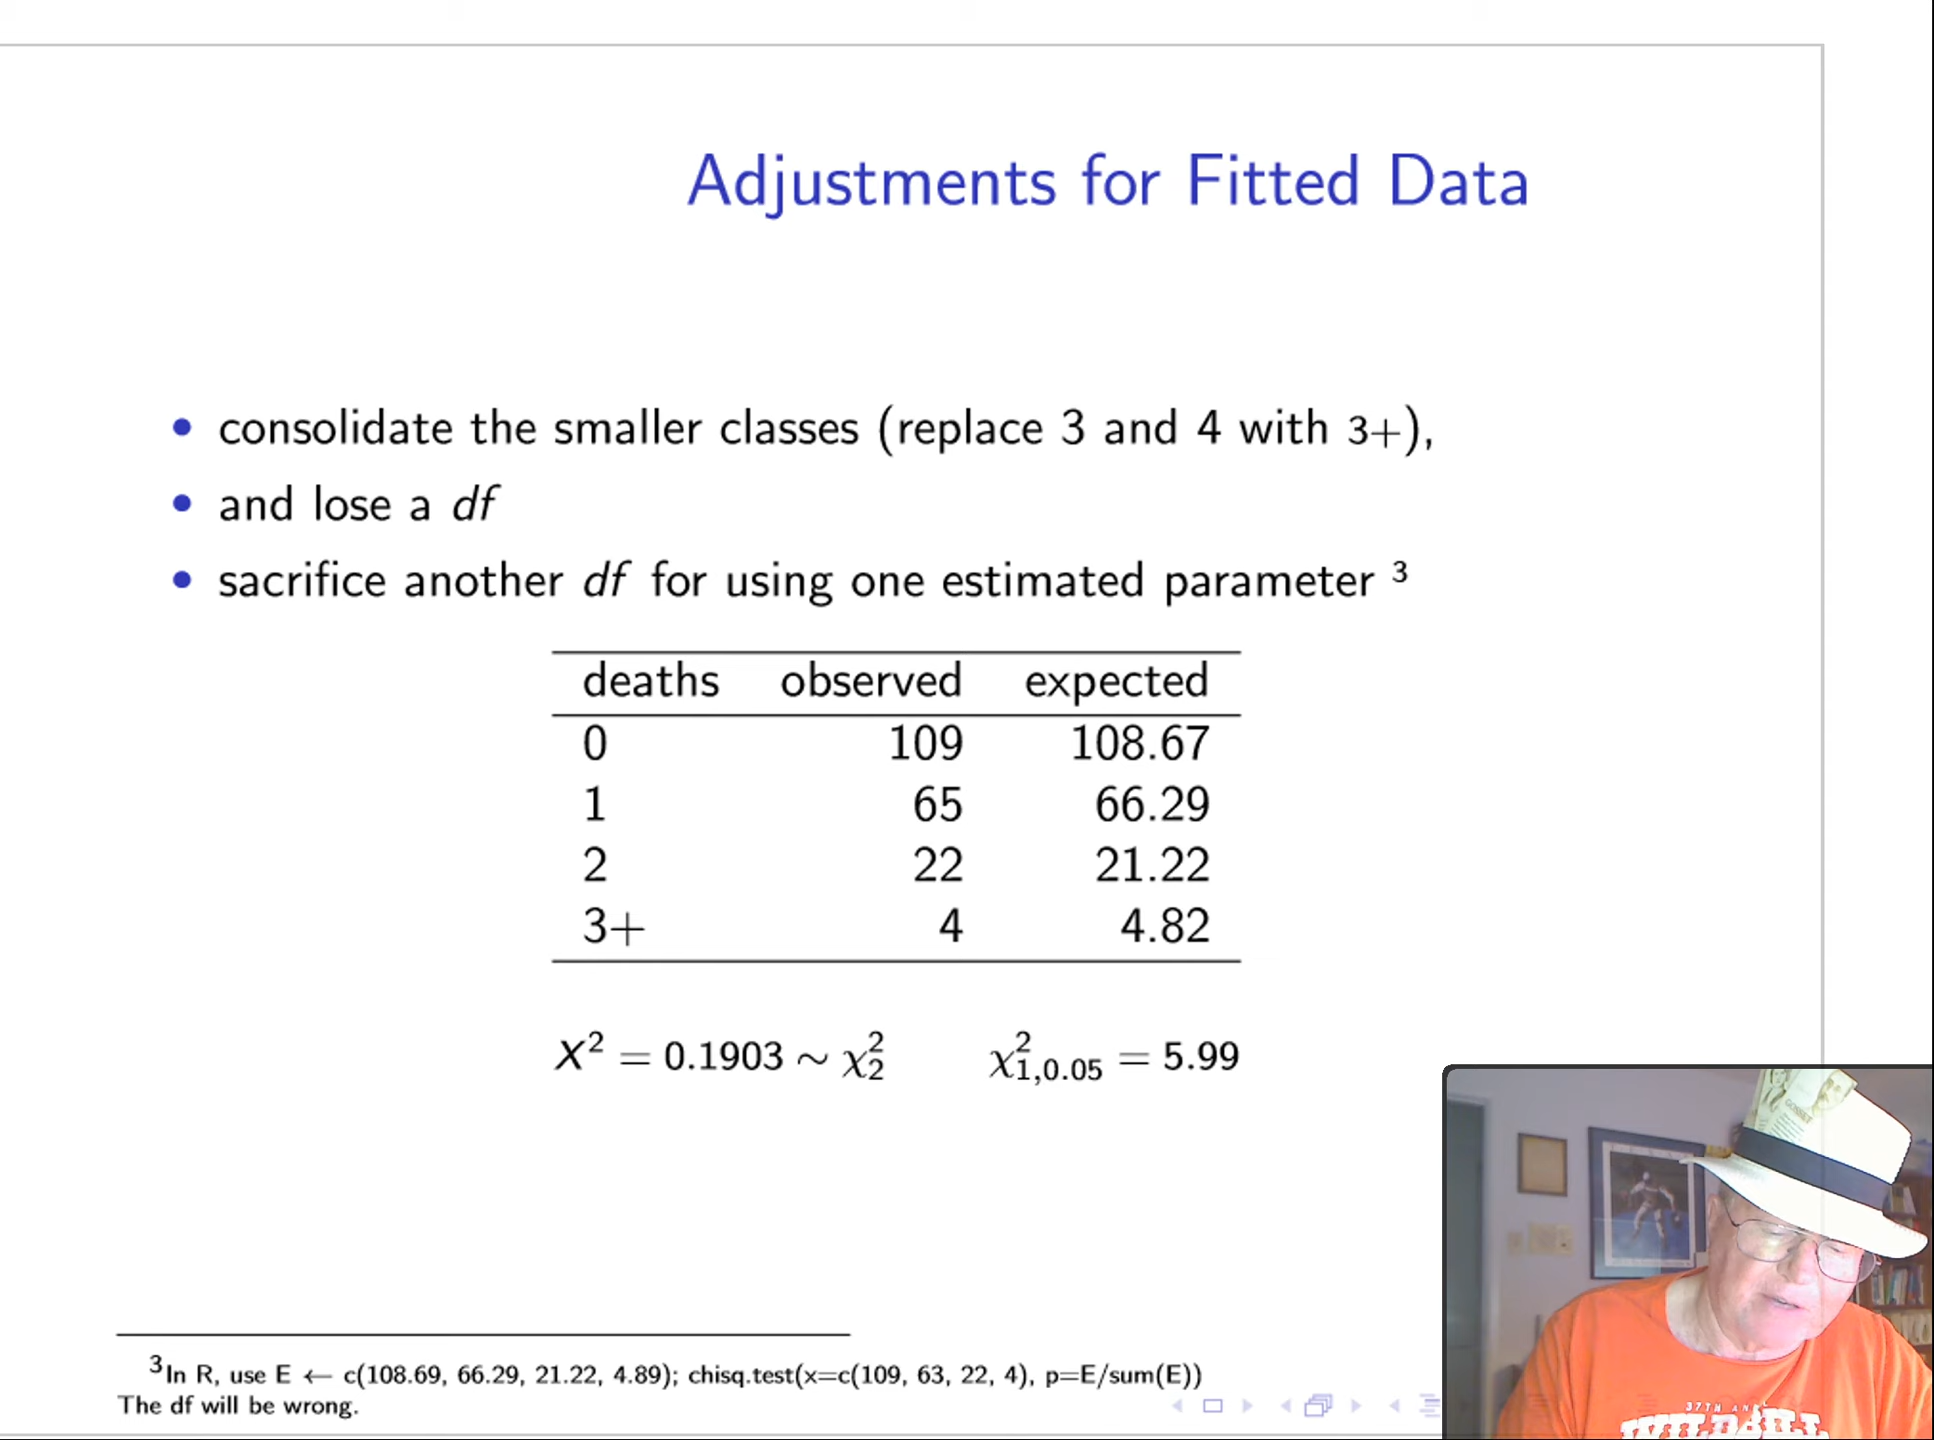 Adjustments for Fitted Data
• consolidate the smaller classes (replace 3 and 4 with 3+),
• and lose a df
• sacrifice another df for using one estimated parameter ³
deaths observed expected
0 109 108.67
1 65 66.29
2 22 21.22
3+ 4 4.82
X² = 0.1903 ∼ χ²₂ χ²₁,₀.₀₅ = 5.99
³In R, use E ← c(108.69, 66.29, 21.22, 4.89); chisq.test(x=c(109, 63, 22, 4), p=E/sum(E))
The df will be wrong.
GOSSET
37TH AN